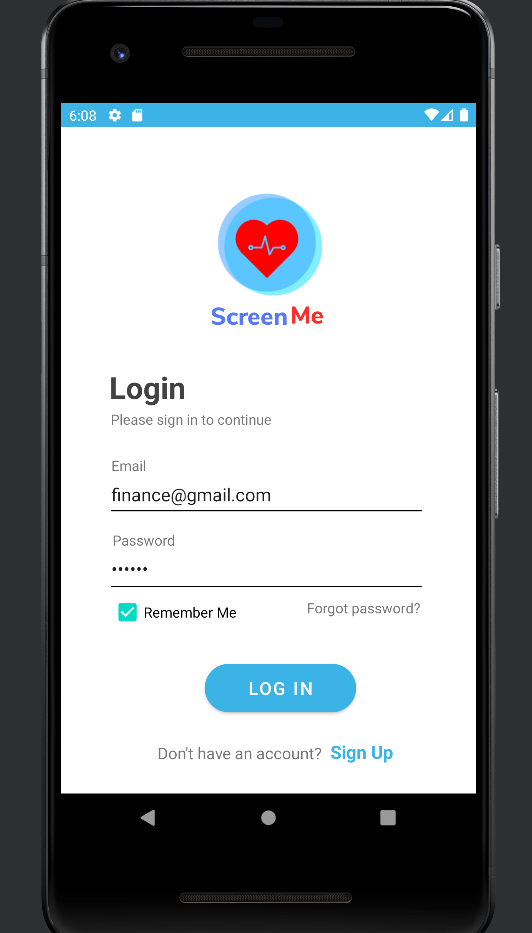 6:08
Screen Me
Login
Please sign in to continue
Email
finance@gmail.com
Password
••••••
Remember Me
Forgot password?
LOG IN
Don't have an account? Sign Up